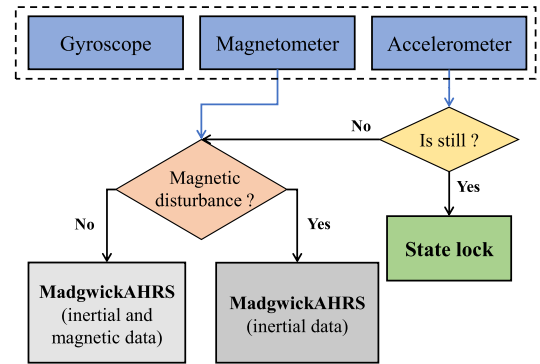 Gyroscope
Magnetometer
Accelerometer
No
Is still ?
Magnetic
disturbance ?
Yes
No
Yes
State lock
MadgwickAHRS
(inertial and
magnetic data)
MadgwickAHRS
(inertial data)